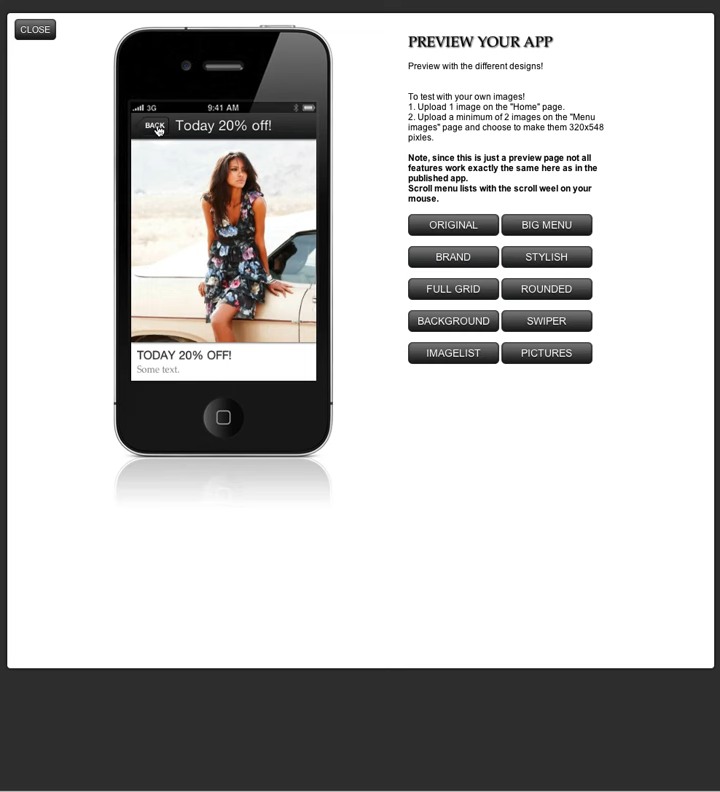 CLOSE
3G 9:41 AM
BACK Today 20% off!
TODAY 20% OFF!
Some text.
PREVIEW YOUR APP
Preview with the different designs!
To test with your own images!
1. Upload 1 image on the "Home" page.
2. Upload a minimum of 2 images on the "Menu
images" page and choose to make them 320x548
pixles.
Note, since this is just a preview page not all
features work exactly the same here as in the
published app.
Scroll menu lists with the scroll weel on your
mouse.
ORIGINAL BIG MENU
BRAND STYLISH
FULL GRID ROUNDED
BACKGROUND SWIPER
IMAGELIST PICTURES